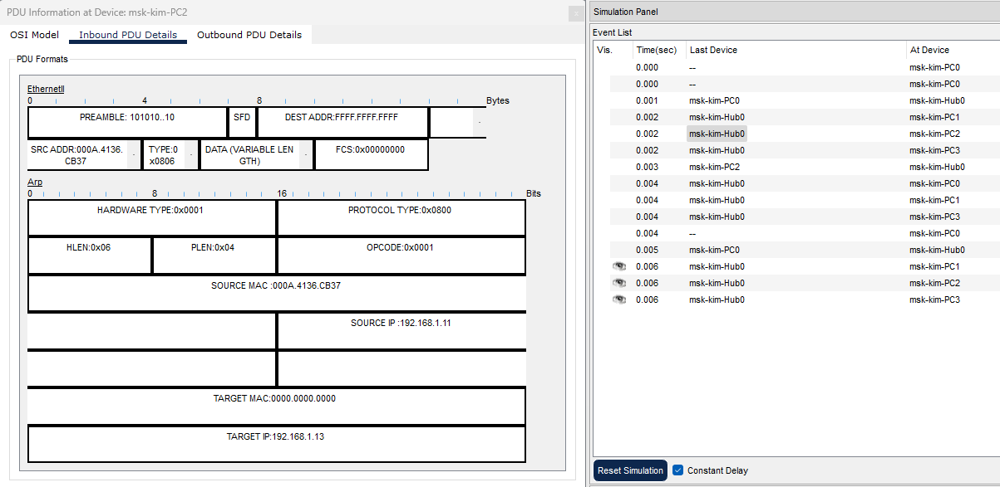 PDU Information at Device: msk-kim-PC2
x
OSI Model Inbound PDU Details Outbound PDU Details
PDU Formats
EthernetII
0 4 8 Bytes
PREAMBLE: 101010..10 SFD DEST ADDR:FFFF.FFFF.FFFF
SRC ADDR:000A.4136.
CB37
TYPE:0
x0806
DATA (VARIABLE LEN
GTH)
FCS:0x00000000
Arp
0 8 16 Bits
HARDWARE TYPE:0x0001 PROTOCOL TYPE:0x0800
HLEN:0x06 PLEN:0x04 OPCODE:0x0001
SOURCE MAC :000A.4136.CB37
SOURCE IP :192.168.1.11
TARGET MAC:0000.0000.0000
TARGET IP:192.168.1.13
Simulation Panel
Event List
Vis. Time(sec) Last Device At Device
0.000 -- msk-kim-PC0
0.000 -- msk-kim-PC0
0.001 msk-kim-PC0 msk-kim-Hub0
0.002 msk-kim-Hub0 msk-kim-PC1
0.002 msk-kim-Hub0 msk-kim-PC2
0.002 msk-kim-Hub0 msk-kim-PC3
0.003 msk-kim-PC2 msk-kim-Hub0
0.004 msk-kim-Hub0 msk-kim-PC0
0.004 msk-kim-Hub0 msk-kim-PC1
0.004 msk-kim-Hub0 msk-kim-PC3
0.004 -- msk-kim-PC0
0.005 msk-kim-PC0 msk-kim-Hub0
0.006 msk-kim-Hub0 msk-kim-PC1
0.006 msk-kim-Hub0 msk-kim-PC2
0.006 msk-kim-Hub0 msk-kim-PC3
Reset Simulation Constant Delay